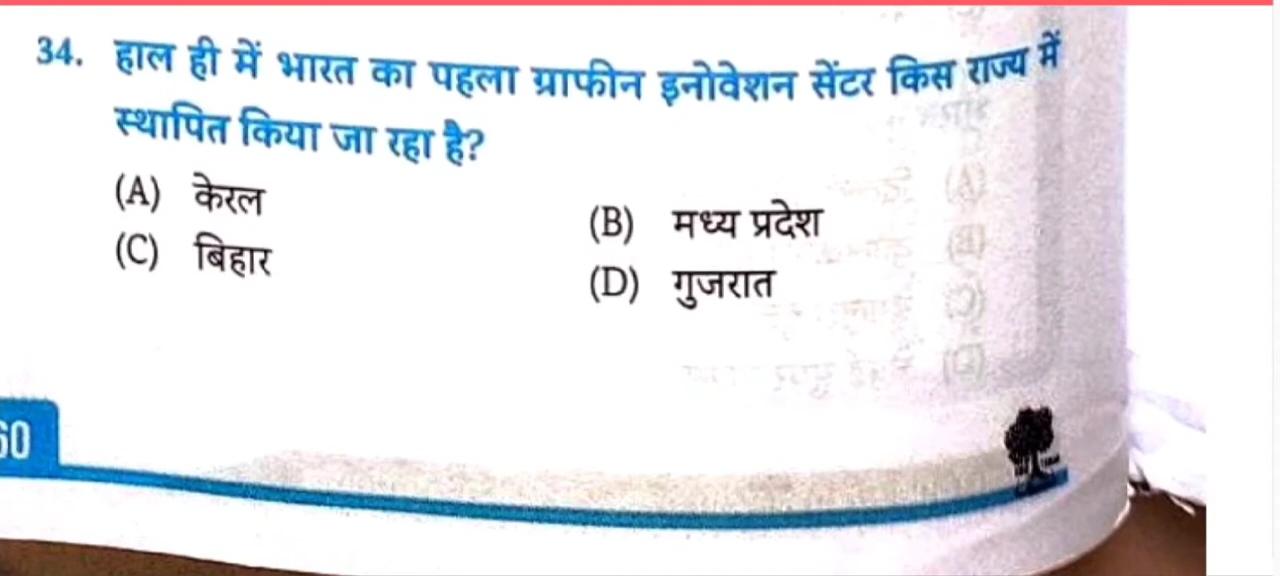 34. हाल ही में भारत का पहला ग्राफीन इनोवेशन सेंटर किस राज्य में
स्थापित किया जा रहा है?
(A) केरल
(B) मध्य प्रदेश
(C) बिहार
(D) गुजरात
60